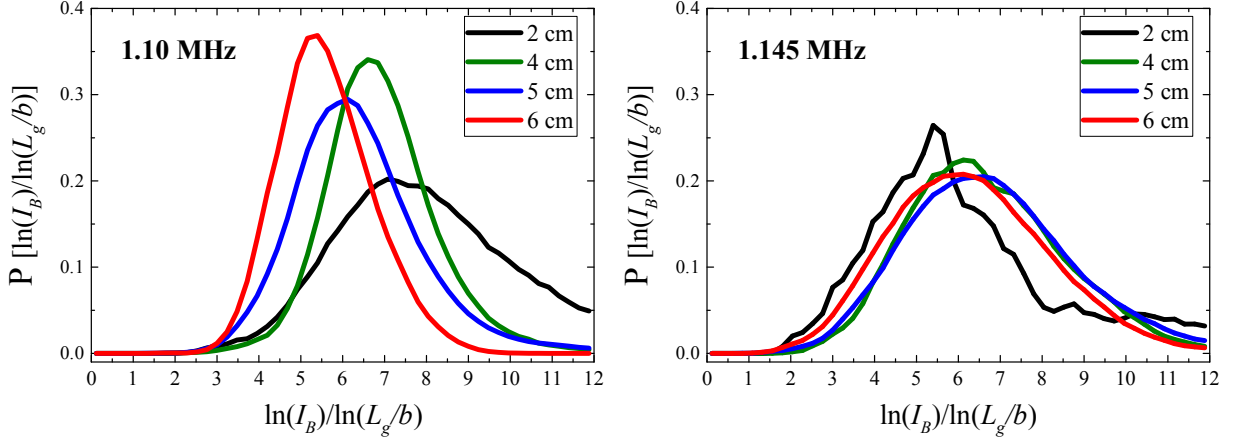 1.10 MHz
2 cm
4 cm
5 cm
6 cm
0.4
0.3
0.2
0.1
0.0
P [ln(I_B)/ln(L_g/b)]
0 1 2 3 4 5 6 7 8 9 10 11 12
ln(I_B)/ln(L_g/b)
1.145 MHz
2 cm
4 cm
5 cm
6 cm
0.4
0.3
0.2
0.1
0.0
P [ln(I_B)/ln(L_g/b)]
0 1 2 3 4 5 6 7 8 9 10 11 12
ln(I_B)/ln(L_g/b)